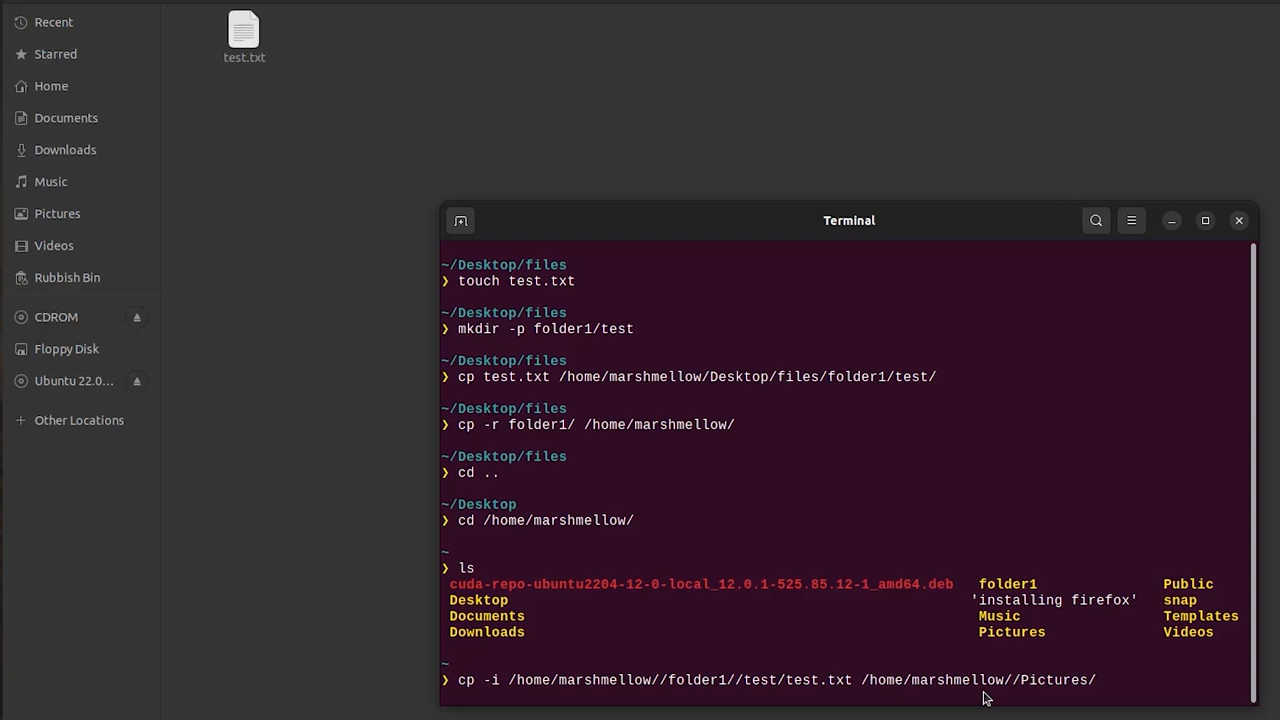 Recent
Starred
Home
Documents
Downloads
Music
Pictures
Videos
Rubbish Bin
CDROM
Floppy Disk
Ubuntu 22.0...
Other Locations
test.txt
Terminal
~/Desktop/files
❯ touch test.txt
~/Desktop/files
❯ mkdir -p folder1/test
~/Desktop/files
❯ cp test.txt /home/marshmellow/Desktop/files/folder1/test/
~/Desktop/files
❯ cp -r folder1/ /home/marshmellow/
~/Desktop/files
❯ cd ..
~/Desktop
❯ cd /home/marshmellow/
~
❯ ls
cuda-repo-ubuntu2204-12-0-local_12.0.1-525.85.12-1_amd64.deb folder1 Public
Desktop 'installing firefox' snap
Documents Music Templates
Downloads Pictures Videos
~
❯ cp -i /home/marshmellow//folder1//test/test.txt /home/marshmellow//Pictures/